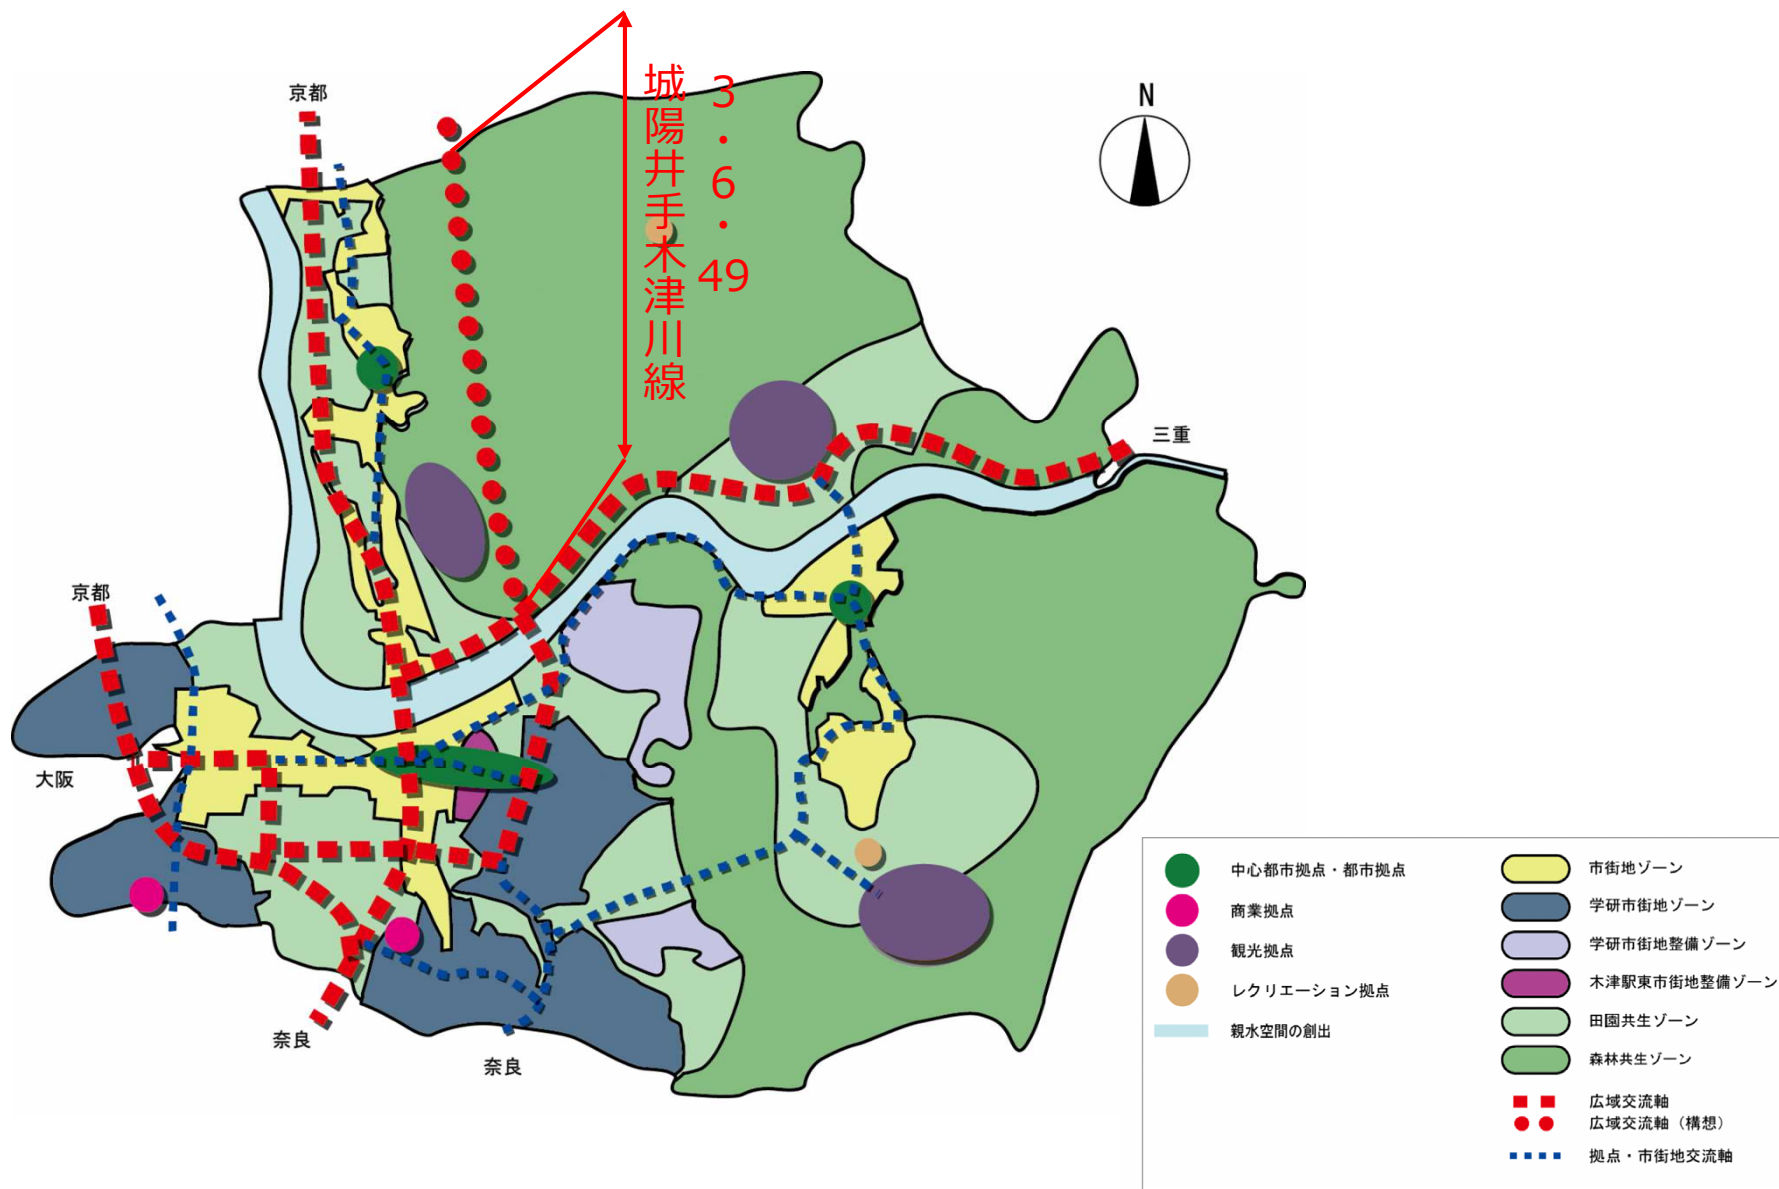 京都
N
3・6・49
城陽井手木津川線
三重
京都
大阪
奈良
奈良
中心都市拠点・都市拠点
商業拠点
観光拠点
レクリエーション拠点
親水空間の創出
市街地ゾーン
学研市街地ゾーン
学研市街地整備ゾーン
木津駅東市街地整備ゾーン
田園共生ゾーン
森林共生ゾーン
広域交流軸
広域交流軸（構想）
拠点・市街地交流軸